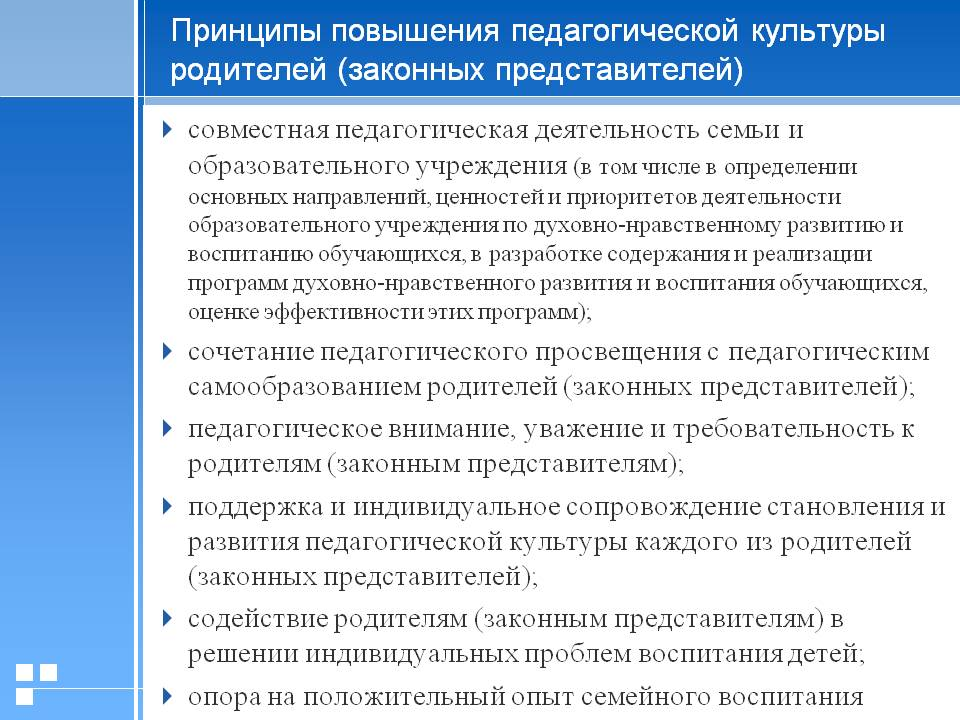 Принципы повышения педагогической культуры
родителей (законных представителей)
совместная педагогическая деятельность семьи и
образовательного учреждения (в том числе в определении
основных направлений, ценностей и приоритетов деятельности
образовательного учреждения по духовно-нравственному развитию и
воспитанию обучающихся, в разработке содержания и реализации
программ духовно-нравственного развития и воспитания обучающихся,
оценке эффективности этих программ);
сочетание педагогического просвещения с педагогическим
самообразованием родителей (законных представителей);
педагогическое внимание, уважение и требовательность к
родителям (законным представителям);
поддержка и индивидуальное сопровождение становления и
развития педагогической культуры каждого из родителей
(законных представителей);
содействие родителям (законным представителям) в
решении индивидуальных проблем воспитания детей;
опора на положительный опыт семейного воспитания